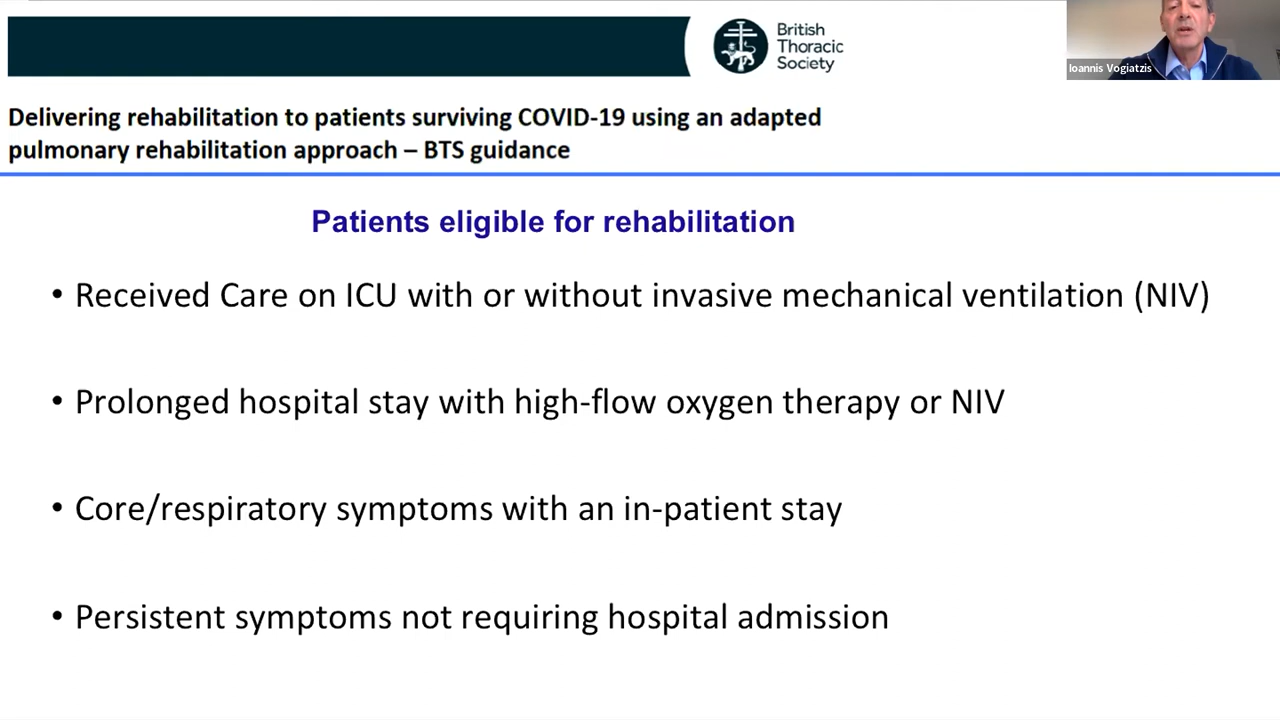 British
Thoracic
Society
Ioannis Vogiatzis
Delivering rehabilitation to patients surviving COVID-19 using an adapted
pulmonary rehabilitation approach – BTS guidance
Patients eligible for rehabilitation
• Received Care on ICU with or without invasive mechanical ventilation (NIV)
• Prolonged hospital stay with high-flow oxygen therapy or NIV
• Core/respiratory symptoms with an in-patient stay
• Persistent symptoms not requiring hospital admission